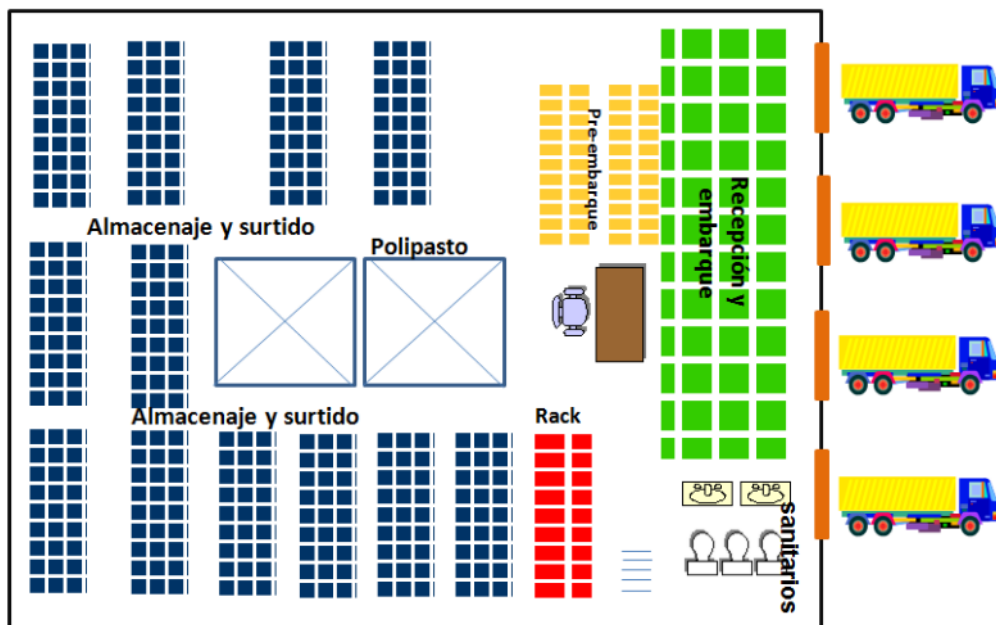 Pre-embarque
Recepción y
embarque
Almacenaje y surtido
Polipasto
Almacenaje y surtido
Rack
sanitarios